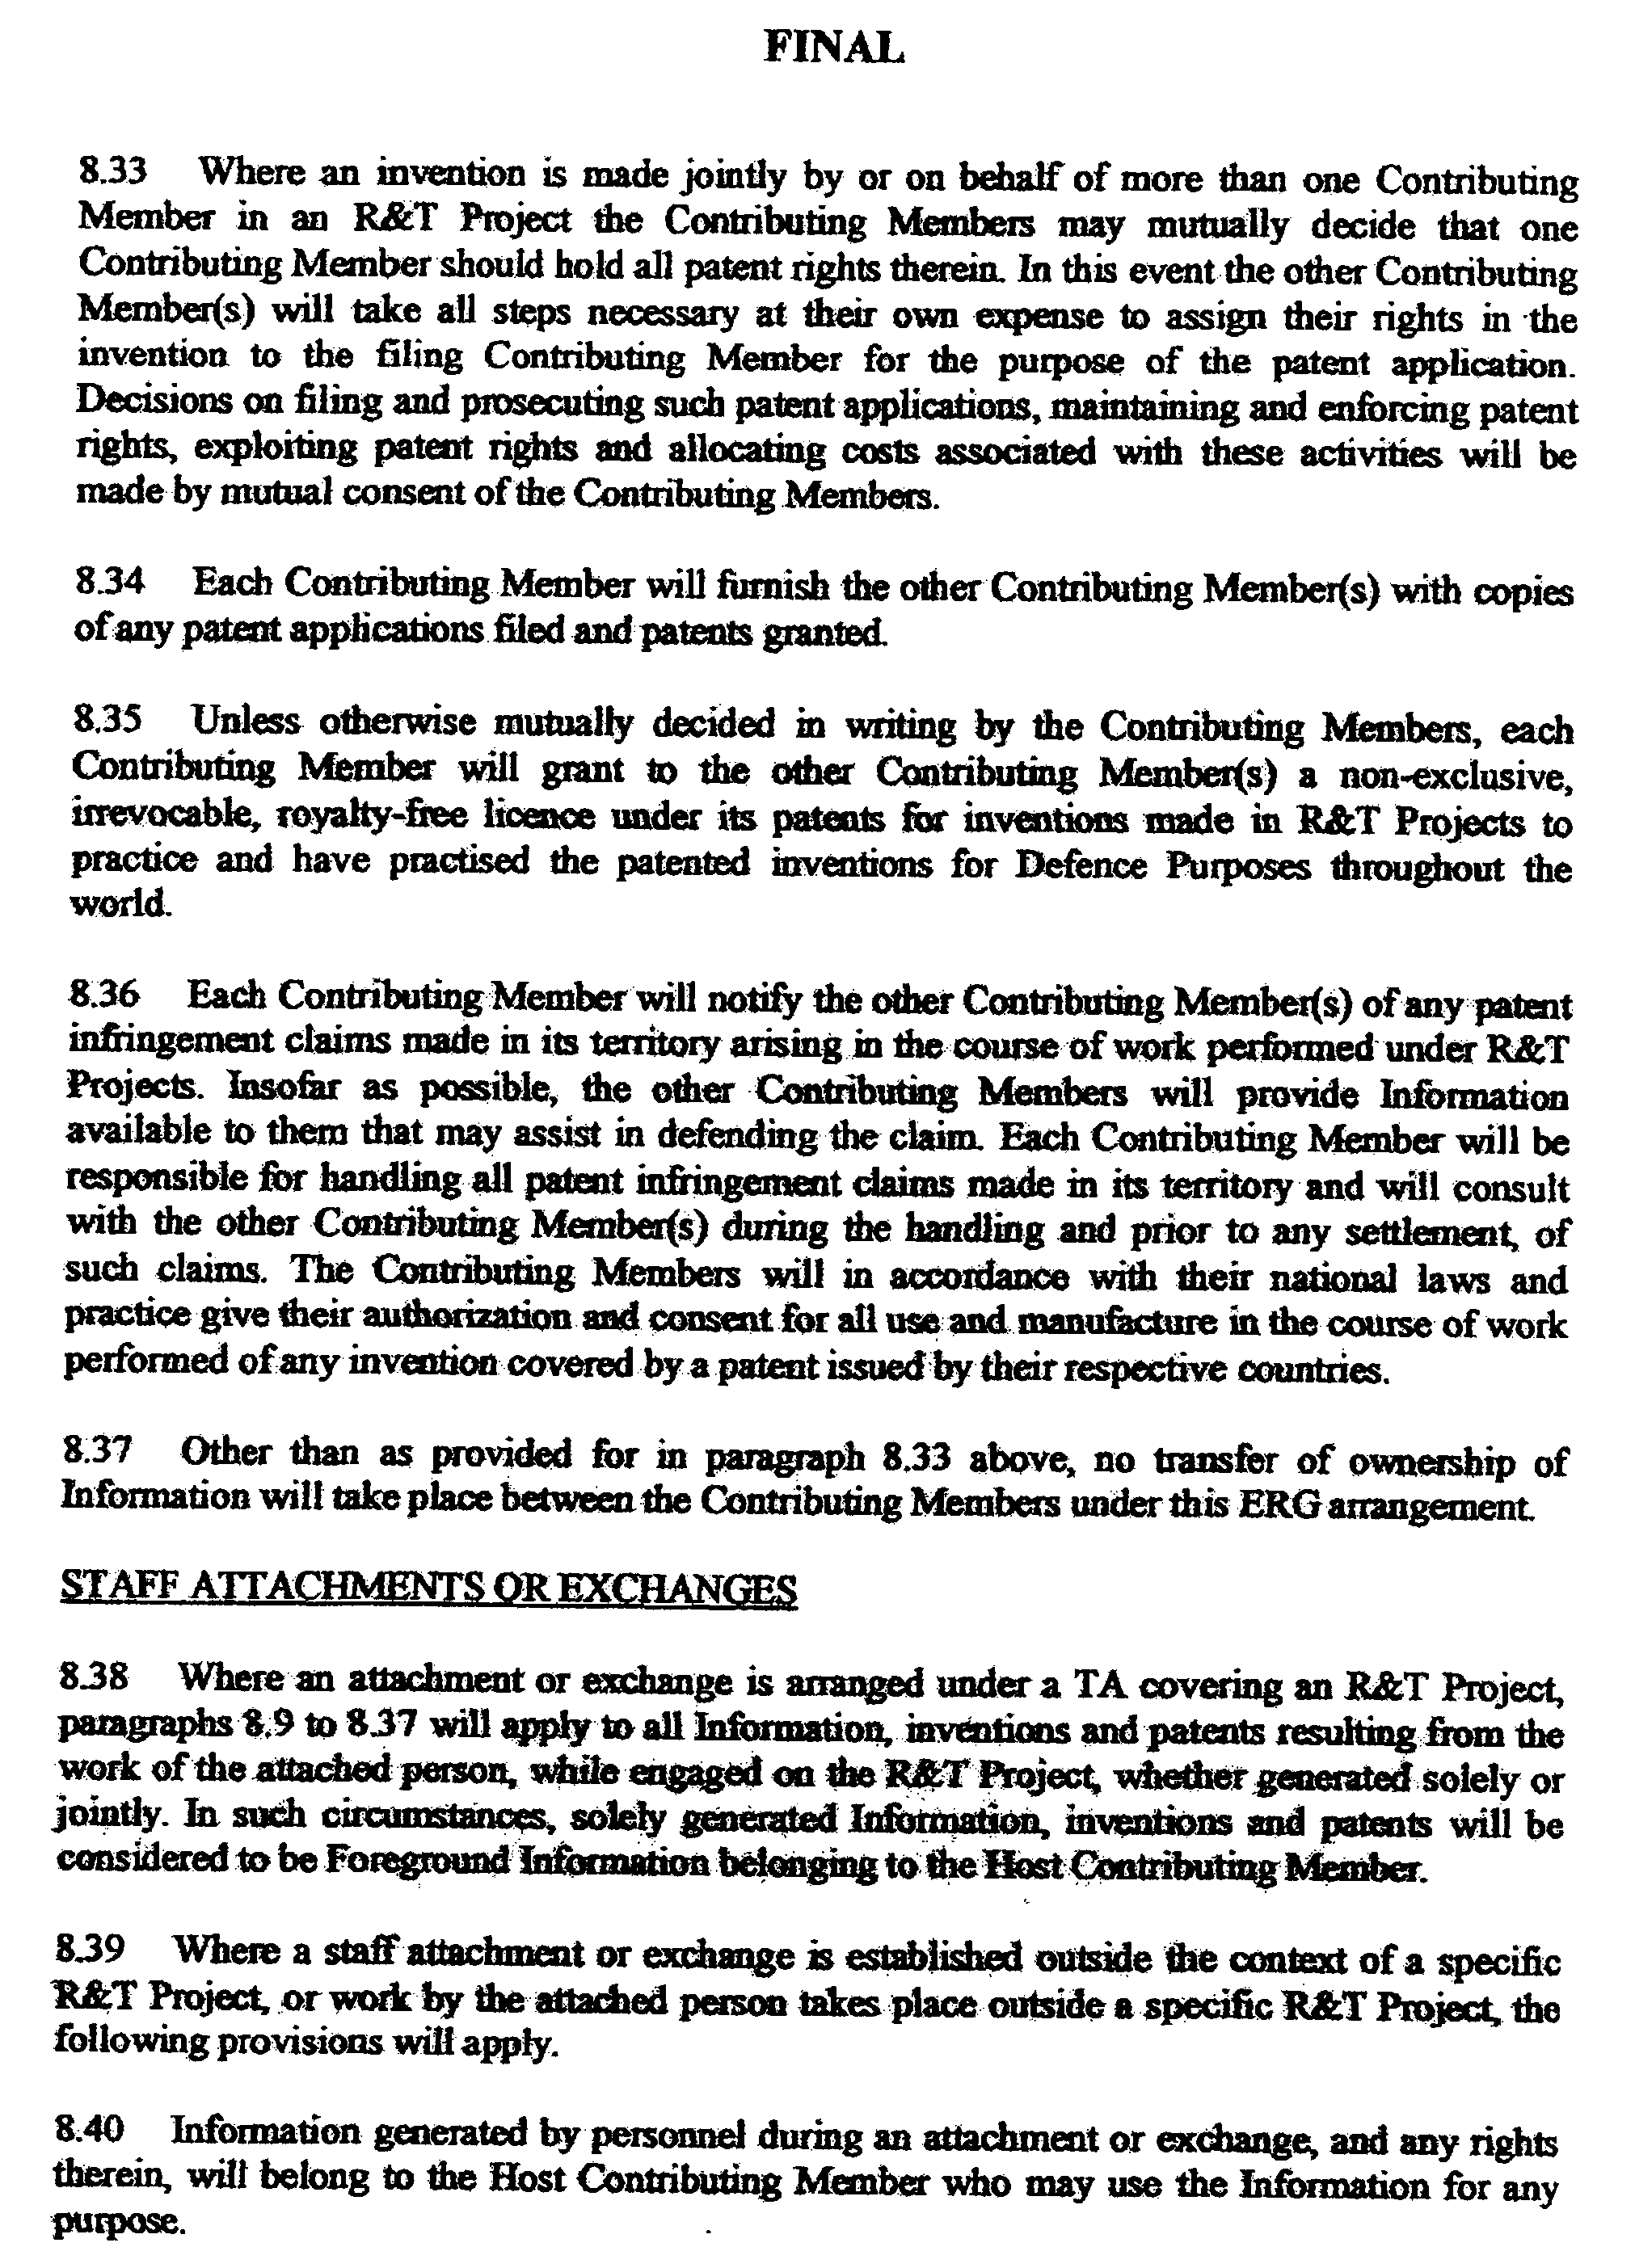 FINAL
8.33 Where an invention is made jointly by or on behalf of more than one Contributing
Member in an R&T Project the Contributing Members may mutually decide that one
Contributing Member should hold all patent rights therein. In this event the other Contributing
Member(s) will take all steps necessary at their own expense to assign their rights in the
invention to the filing Contributing Member for the purpose of the patent application.
Decisions on filing and prosecuting such patent applications, maintaining and enforcing patent
rights, exploiting patent rights and allocating costs associated with these activities will be
made by mutual consent of the Contributing Members.
8.34 Each Contributing Member will furnish the other Contributing Member(s) with copies
of any patent applications filed and patents granted.
8.35 Unless otherwise mutually decided in writing by the Contributing Members, each
Contributing Member will grant to the other Contributing Member(s) a non-exclusive,
irrevocable, royalty-free licence under its patents for inventions made in R&T Projects to
practice and have practised the patented inventions for Defence Purposes throughout the
world.
8.36 Each Contributing Member will notify the other Contributing Member(s) of any patent
infringement claims made in its territory arising in the course of work performed under R&T
Projects. Insofar as possible, the other Contributing Members will provide Information
available to them that may assist in defending the claim. Each Contributing Member will be
responsible for handling all patent infringement claims made in its territory and will consult
with the other Contributing Member(s) during the handling and prior to any settlement, of
such claims. The Contributing Members will in accordance with their national laws and
practice give their authorization and consent for all use and manufacture in the course of work
performed of any invention covered by a patent issued by their respective countries.
8.37 Other than as provided for in paragraph 8.33 above, no transfer of ownership of
Information will take place between the Contributing Members under this ERG arrangement.
STAFF ATTACHMENTS OR EXCHANGES
8.38 Where an attachment or exchange is arranged under a TA covering an R&T Project,
paragraphs 8.9 to 8.37 will apply to all Information, inventions and patents resulting from the
work of the attached person, while engaged on the R&T Project, whether generated solely or
jointly. In such circumstances, solely generated Information, inventions and patents will be
considered to be Foreground Information belonging to the Host Contributing Member.
8.39 Where a staff attachment or exchange is established outside the context of a specific
R&T Project, or work by the attached person takes place outside a specific R&T Project, the
following provisions will apply.
8.40 Information generated by personnel during an attachment or exchange, and any rights
therein, will belong to the Host Contributing Member who may use the Information for any
purpose.